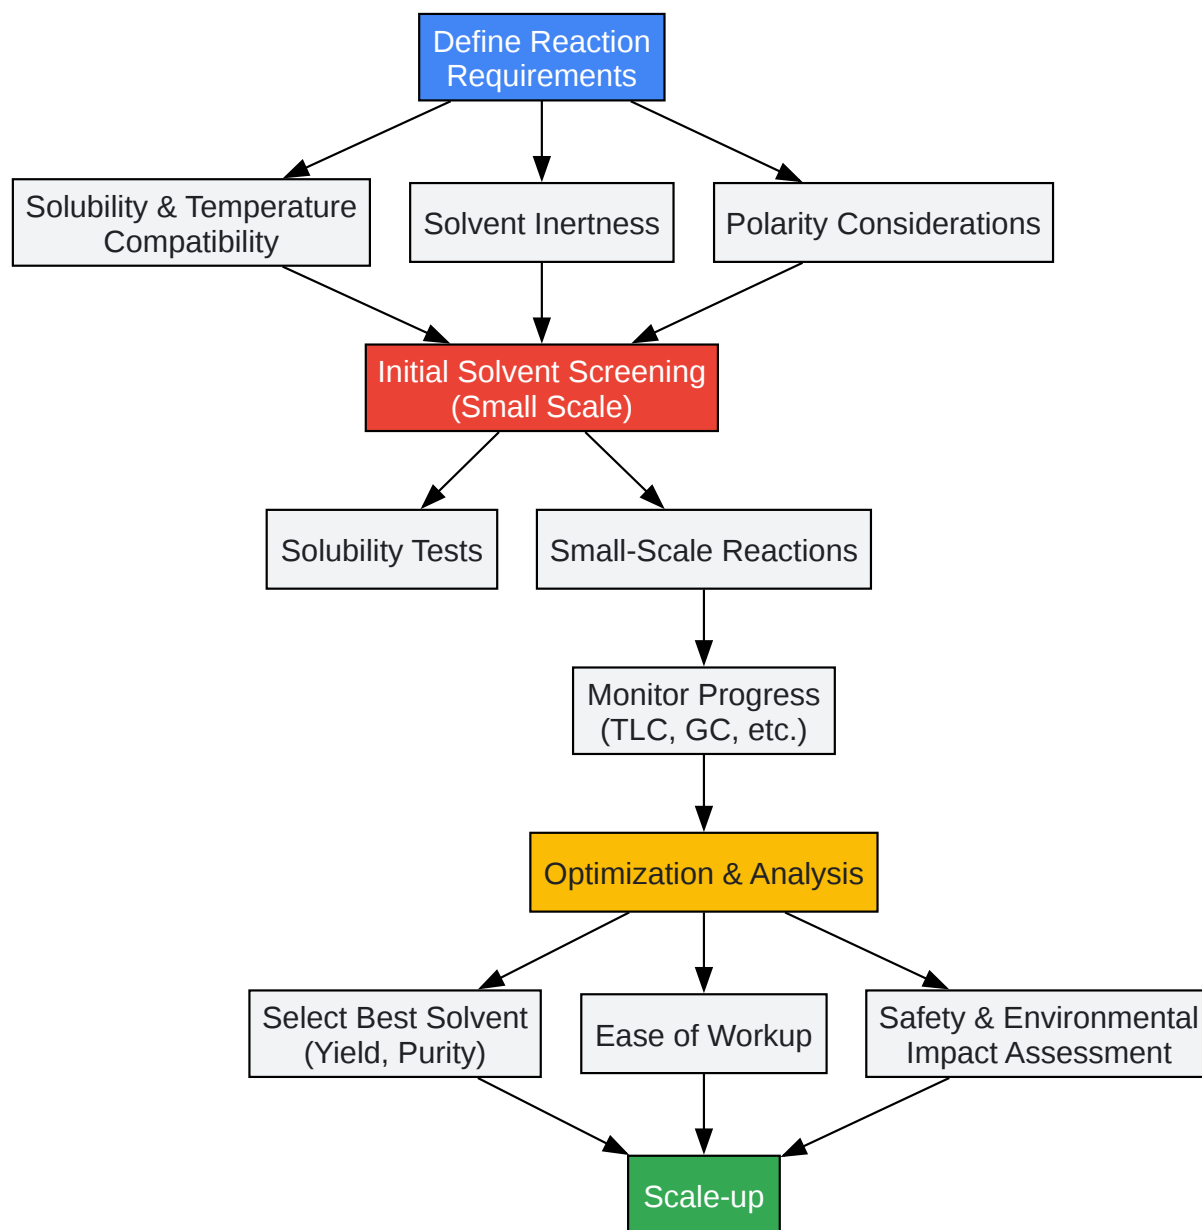 Define Reaction
Requirements
Solubility & Temperature
Compatibility
Solvent Inertness
Polarity Considerations
Initial Solvent Screening
(Small Scale)
Solubility Tests
Small-Scale Reactions
Monitor Progress
(TLC, GC, etc.)
Optimization & Analysis
Select Best Solvent
(Yield, Purity)
Ease of Workup
Safety & Environmental
Impact Assessment
Scale-up